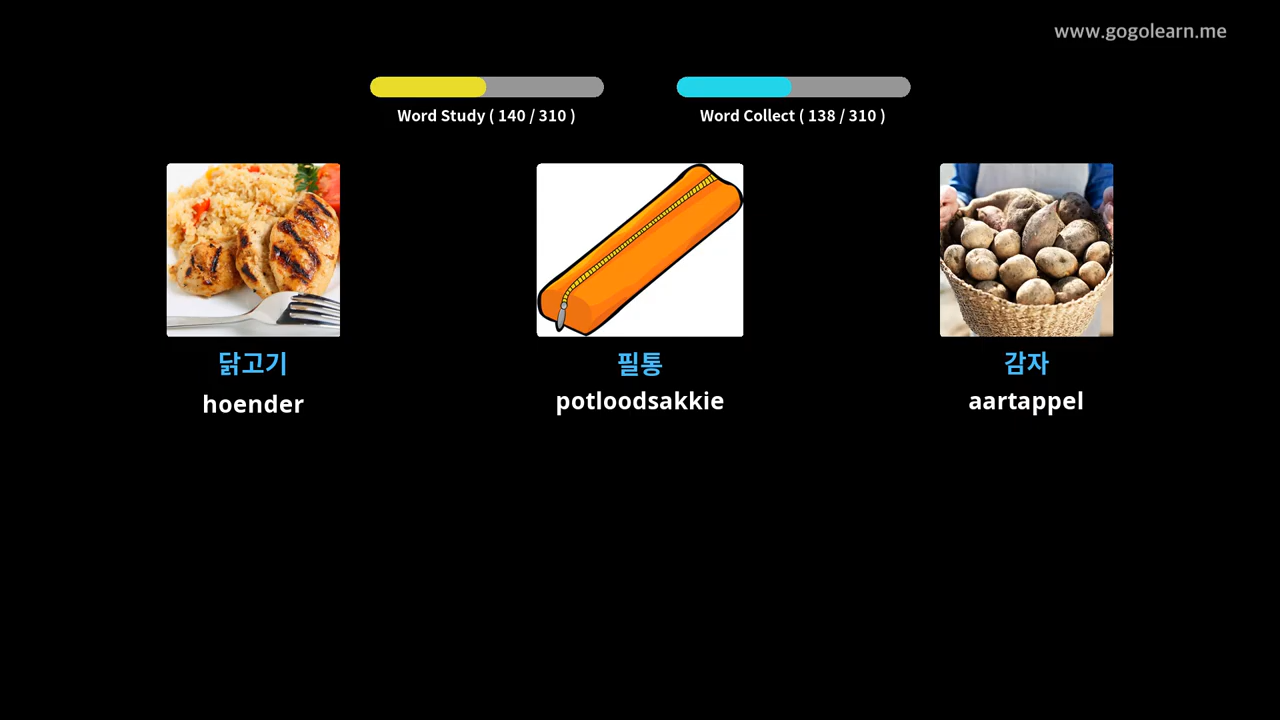 www.gogolearn.me
Word Study ( 140 / 310 )
Word Collect ( 138 / 310 )
닭고기
필통
감자
hoender
potloodsakkie
aartappel